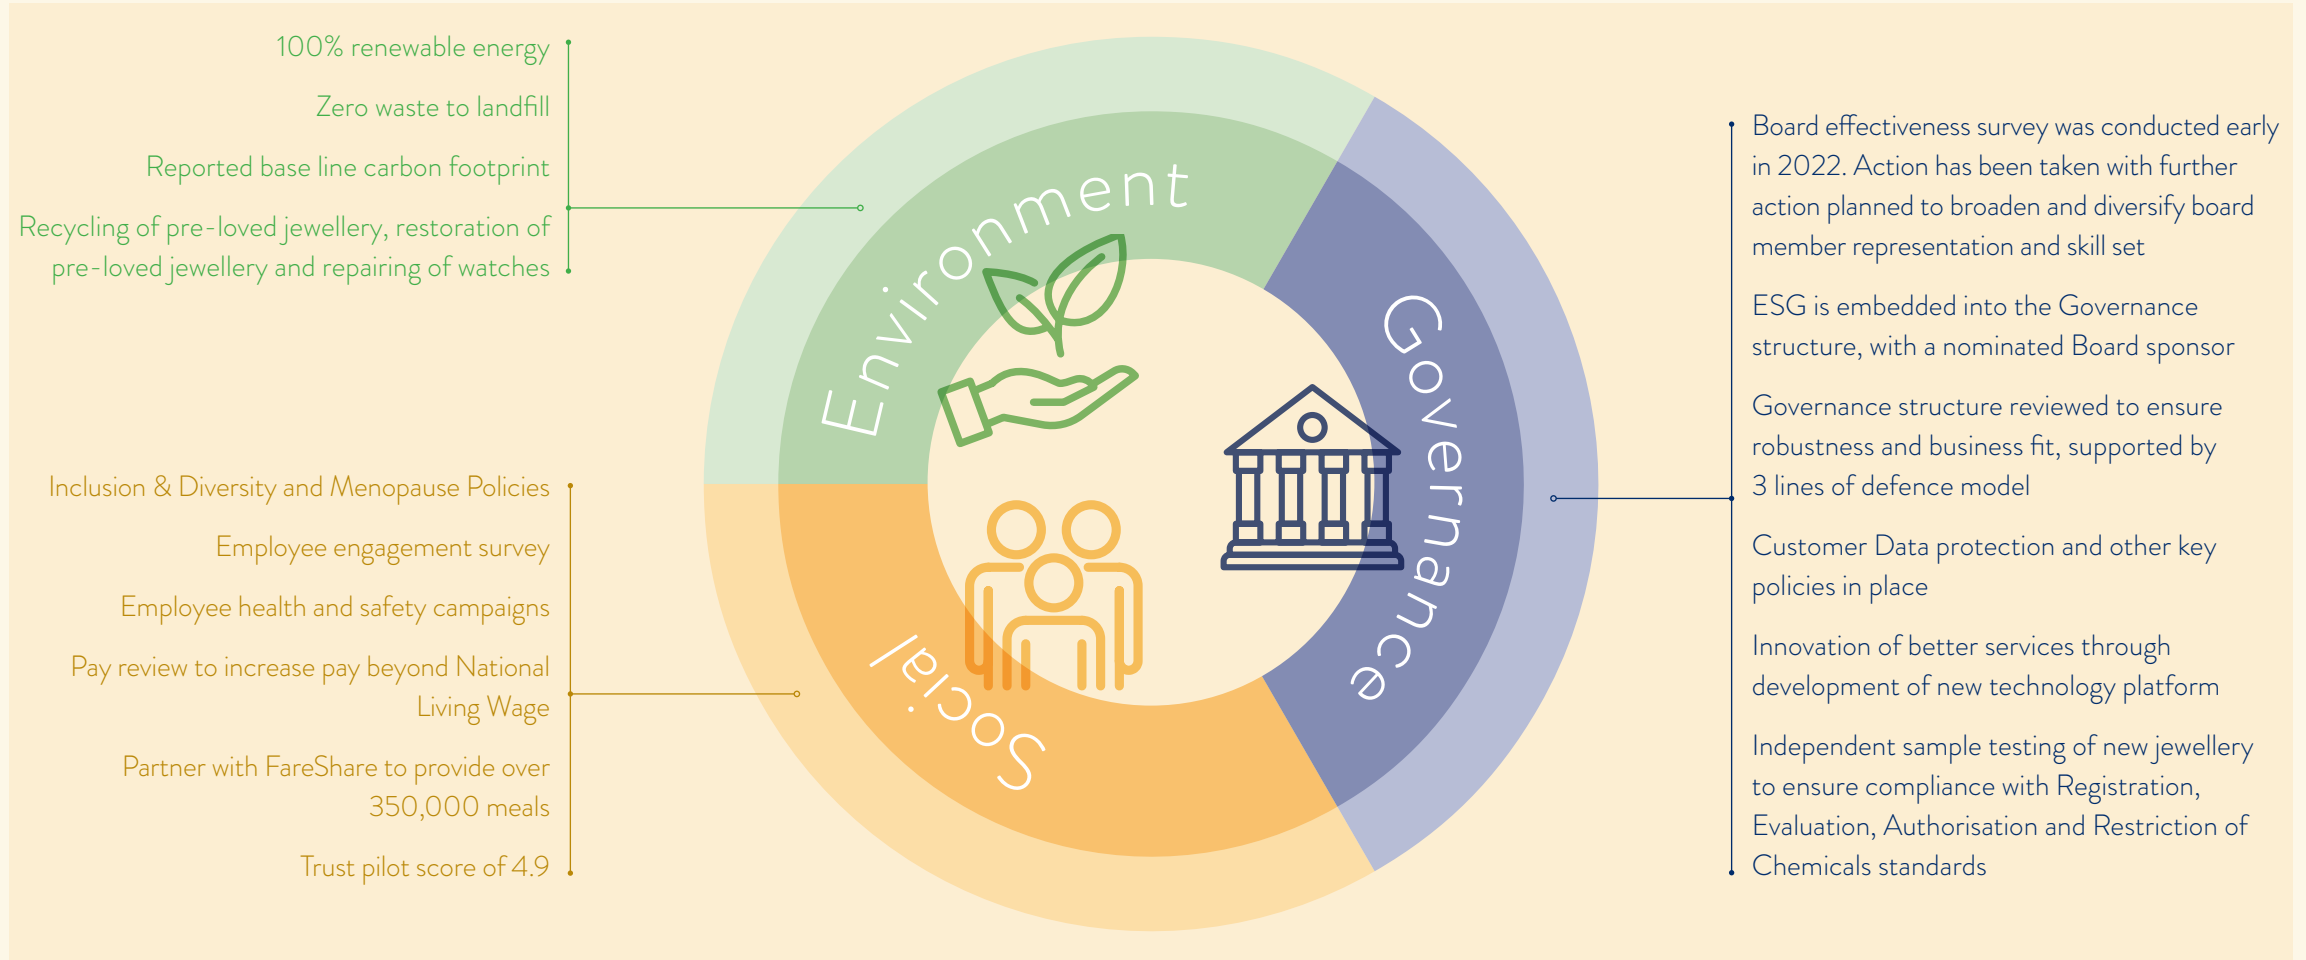 100% renewable energy
Zero waste to landfill
Reported base line carbon footprint
Recycling of pre-loved jewellery, restoration of
pre-loved jewellery and repairing of watches
Inclusion & Diversity and Menopause Policies
Employee engagement survey
Employee health and safety campaigns
Pay review to increase pay beyond National
Living Wage
Partner with FareShare to provide over
350,000 meals
Trust pilot score of 4.9
Environment
Social
Governance
Board effectiveness survey was conducted early
in 2022. Action has been taken with further
action planned to broaden and diversify board
member representation and skill set
ESG is embedded into the Governance
structure, with a nominated Board sponsor
Governance structure reviewed to ensure
robustness and business fit, supported by
3 lines of defence model
Customer Data protection and other key
policies in place
Innovation of better services through
development of new technology platform
Independent sample testing of new jewellery
to ensure compliance with Registration,
Evaluation, Authorisation and Restriction of
Chemicals standards